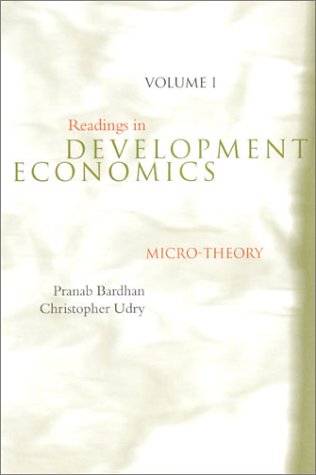 VOLUME I
Readings in
DEVELOPMENT
ECONOMICS
MICRO-THEORY
Pranab Bardhan
Christopher Udry